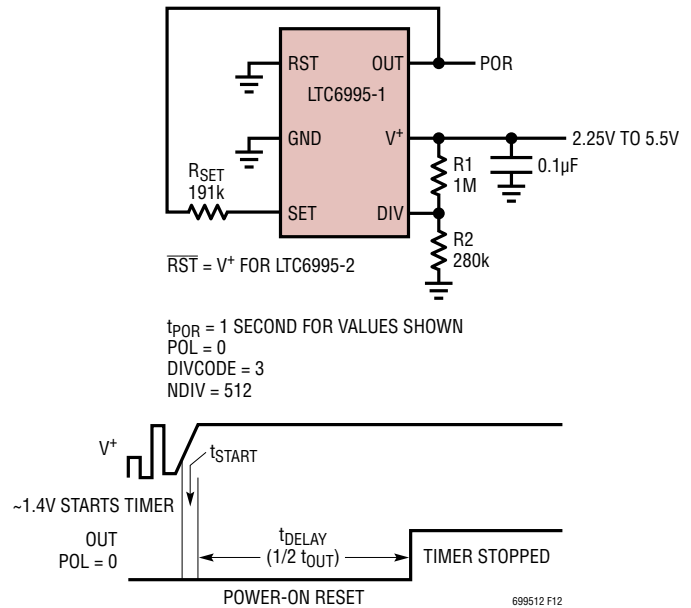 RST
OUT
POR
LTC6995-1
GND
V+
2.25V TO 5.5V
R1
1M
0.1µF
RSET
191k
SET
DIV
R2
280k
RST = V+ FOR LTC6995-2
tPOR = 1 SECOND FOR VALUES SHOWN
POL = 0
DIVCODE = 3
NDIV = 512
V+
tSTART
~1.4V STARTS TIMER
OUT
POL = 0
tDELAY
(1/2 tOUT)
TIMER STOPPED
POWER-ON RESET
699512 F12